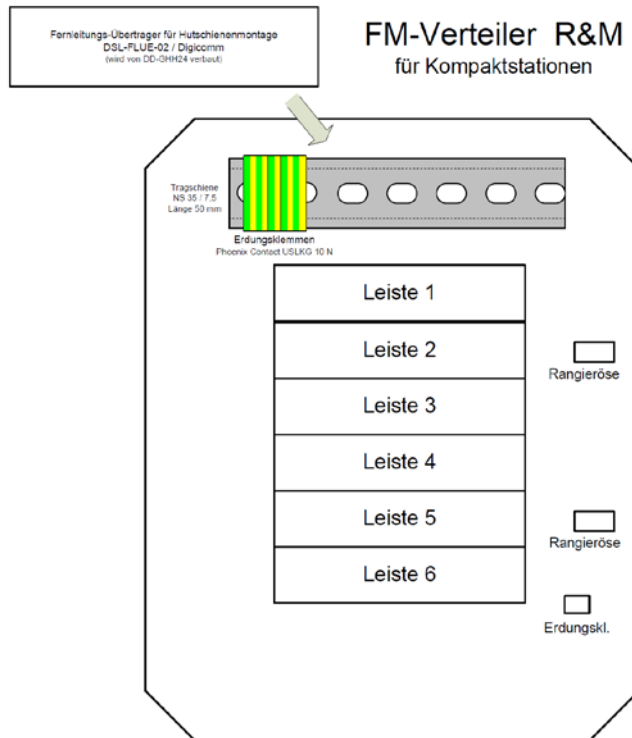 Fernleitungs-Übertrager für Hutschienenmontage
DSL-FLUE-02 / Digicomm
(wird von DD-GHH24 verbaut)
FM-Verteiler R&M
für Kompaktstationen
Tragschiene
NS 35 / 7,5
Länge 50 mm
Erdungsklemmen
Phoenix Contact USLKG 10 N
Leiste 1
Leiste 2
Rangieröse
Leiste 3
Leiste 4
Leiste 5
Rangieröse
Leiste 6
Erdungskl.